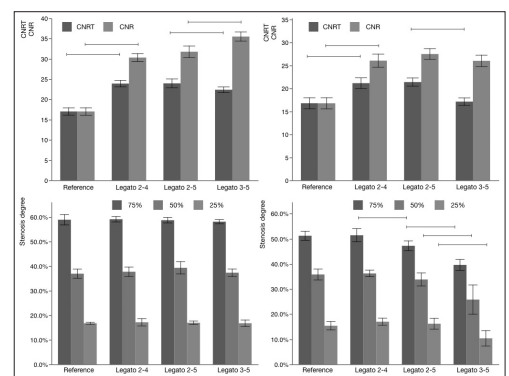 CNRT
CNR
CNRT CNR
40
35
30
25
20
15
10
5
0
Reference Legato 2-4 Legato 2-5 Legato 3-5
CNRT
CNR
CNRT CNR
35
30
25
20
15
10
5
0
Reference Legato 2-4 Legato 2-5 Legato 3-5
Stenosis degree
75% 50% 25%
60.0%
50.0%
40.0%
30.0%
20.0%
10.0%
0.0%
Reference Legato 2-4 Legato 2-5 Legato 3-5
Stenosis degree
75% 50% 25%
60.0%
50.0%
40.0%
30.0%
20.0%
10.0%
0.0%
Reference Legato 2-4 Legato 2-5 Legato 3-5